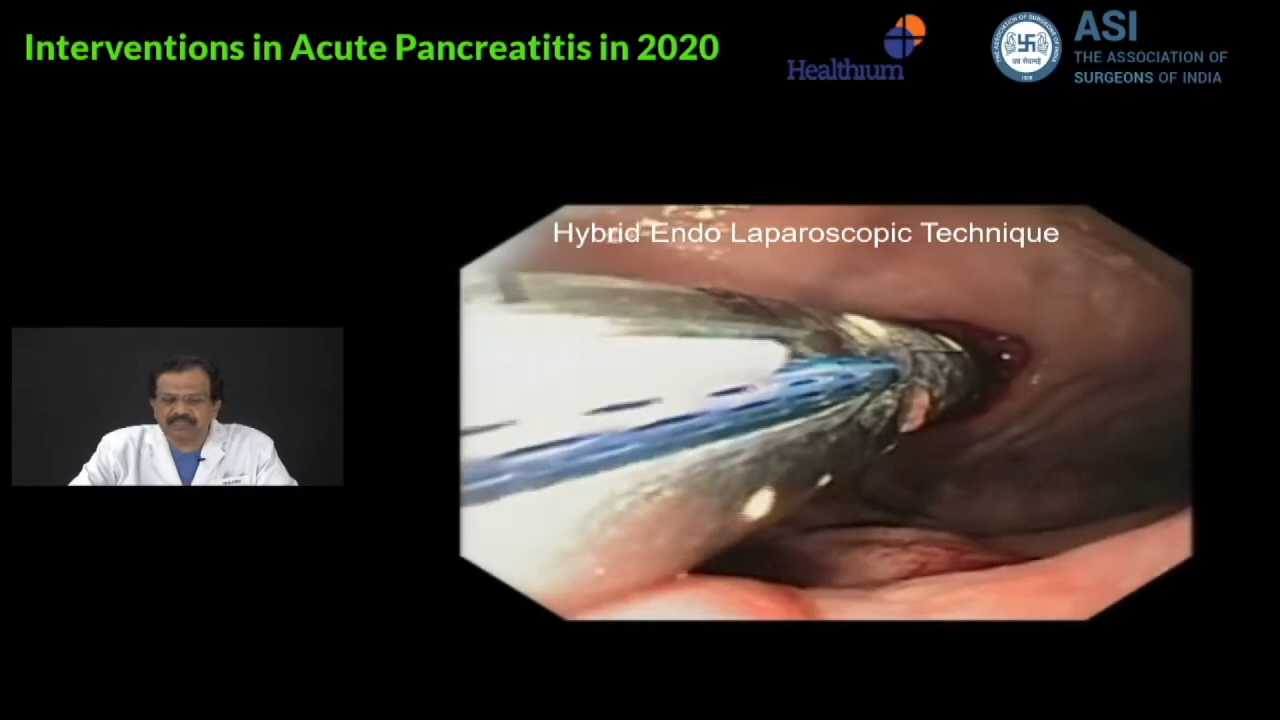 Interventions in Acute Pancreatitis in 2020
Healthium
ASI
THE ASSOCIATION OF
SURGEONS OF INDIA
Hybrid Endo Laparoscopic Technique